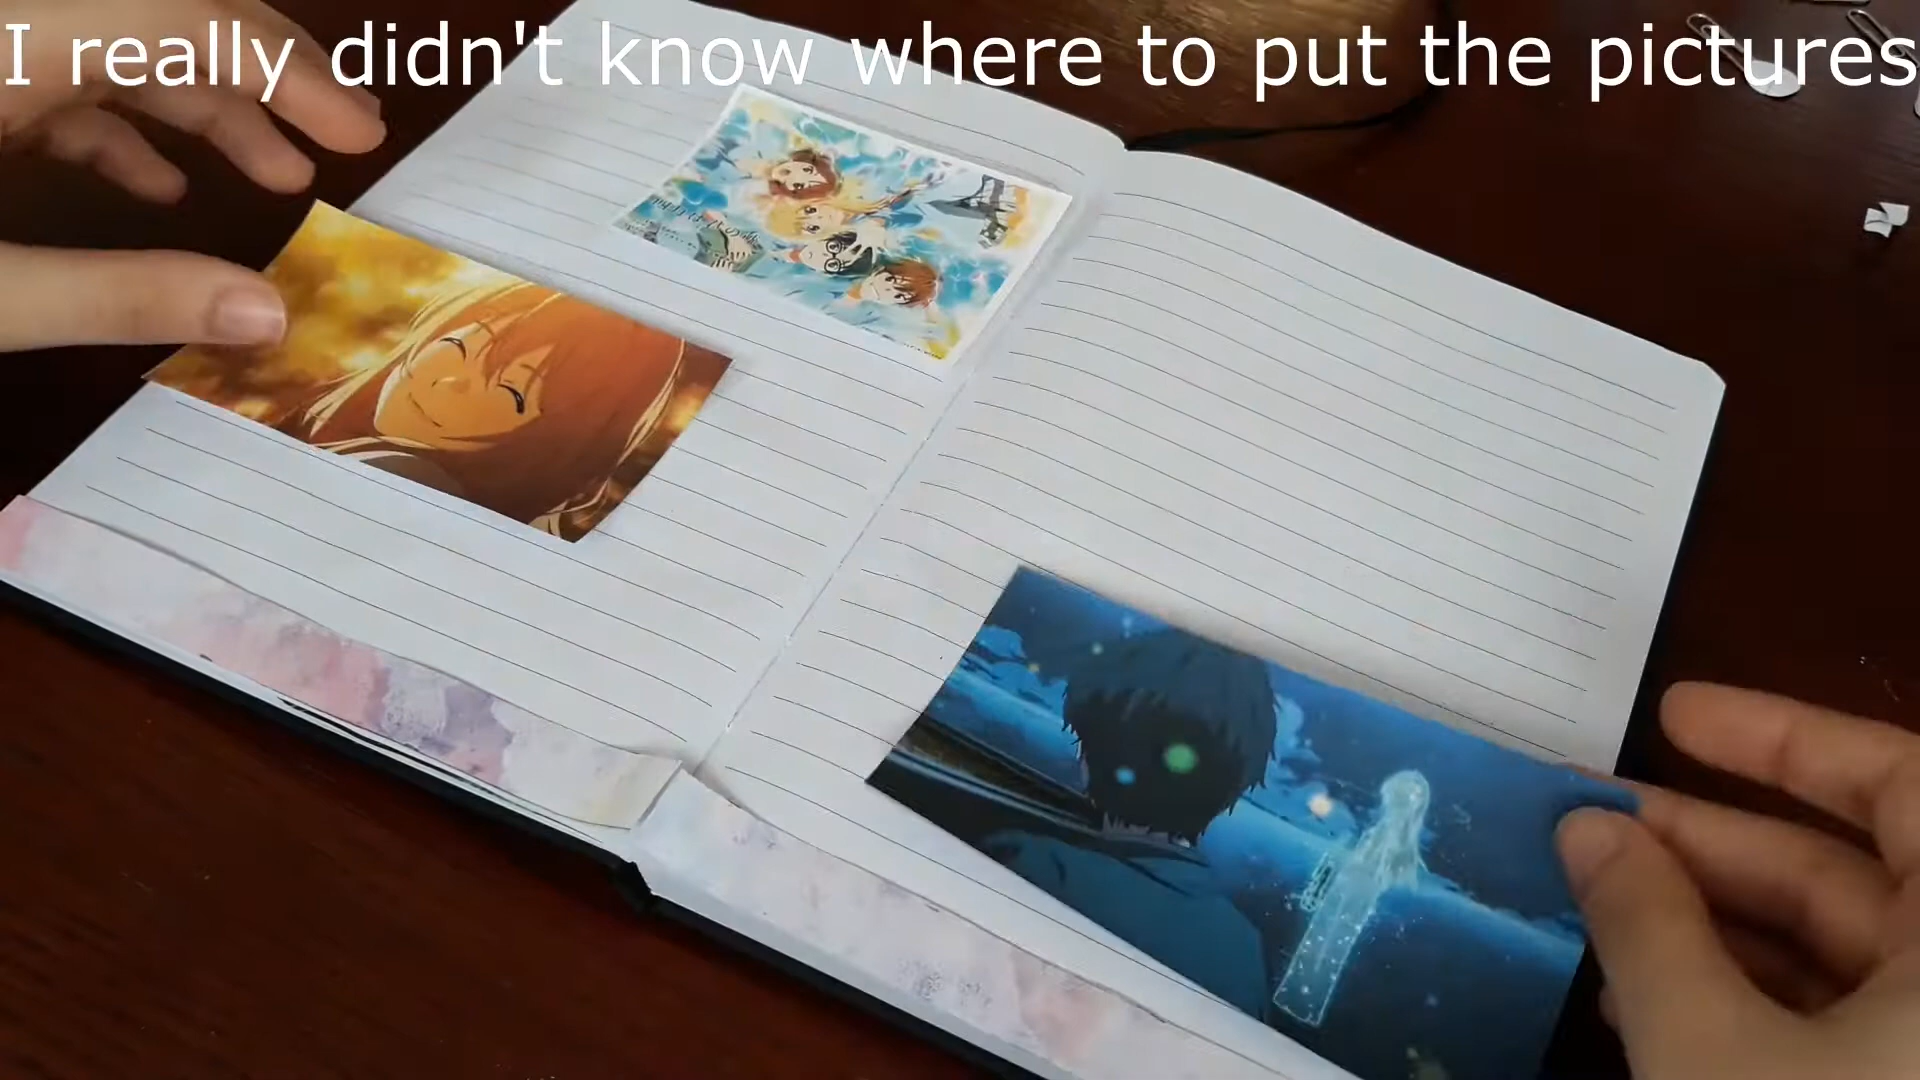 I really didn't know where to put the pictures